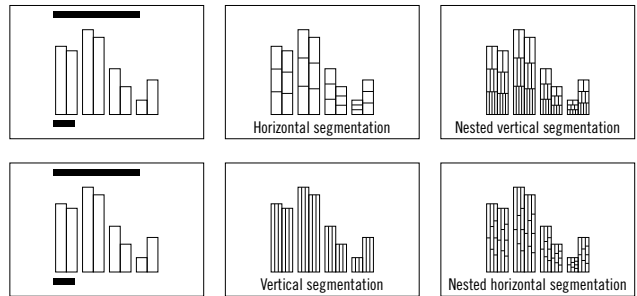 Horizontal segmentation
Nested vertical segmentation
Vertical segmentation
Nested horizontal segmentation